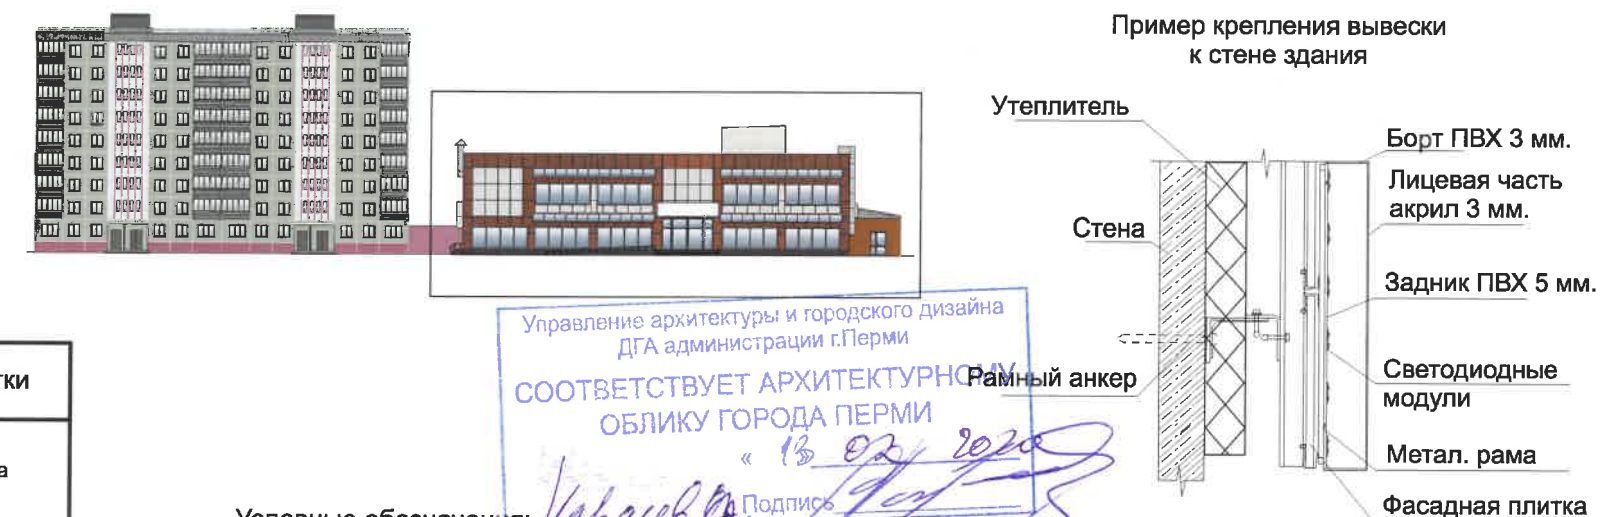 Пример крепления вывески
к стене здания
Утеплитель
Борт ПВХ 3 мм.
Лицевая часть
акрил 3 мм.
Стена
Задник ПВХ 5 мм.
Управление архитектуры и городского дизайна
ДГА администрации г.Перми
СООТВЕТСТВУЕТ АРХИТЕКТУРНОМУ
ОБЛИКУ ГОРОДА ПЕРМИ
Рамный анкер
Светодиодные
модули
« 13 02 2020
Метал. рама
Подпись
Фасадная плитка
Условные обозначения:
тки
а